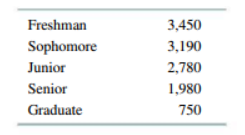 Freshman 3,450
Sophomore 3,190
Junior 2,780
Senior 1,980
Graduate 750